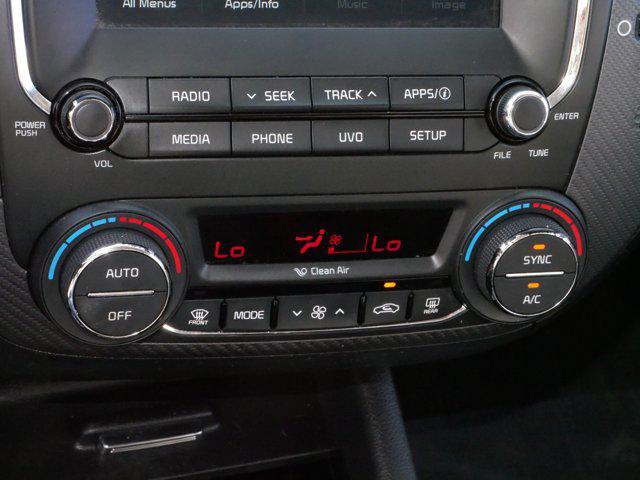 All Menus Apps/Info Music Image
RADIO SEEK TRACK APPS/i
POWER PUSH
ENTER
MEDIA PHONE UVO SETUP
VOL
FILE TUNE
Lo Lo
Clean Air
AUTO
OFF
SYNC
A/C
FRONT MODE REAR